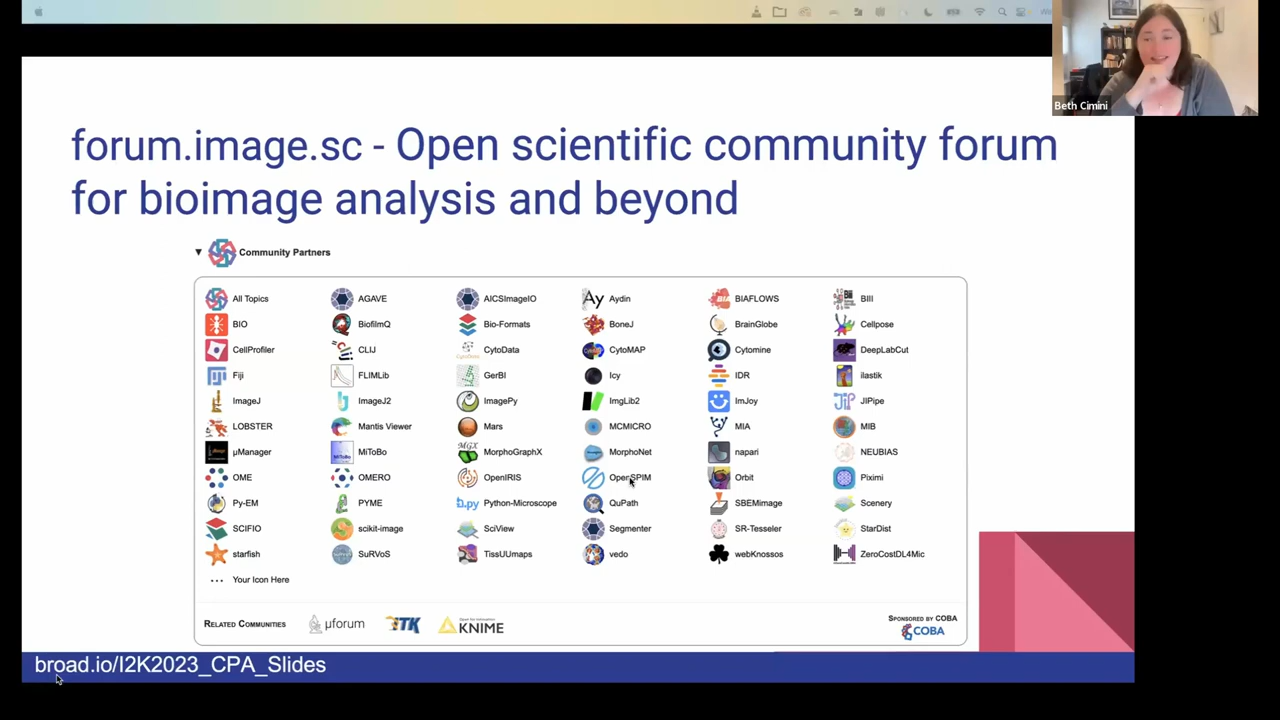 Beth Cimini
forum.image.sc - Open scientific community forum
for bioimage analysis and beyond
▼ Community Partners
All Topics AGAVE AICSImageIO Aydin BIAFLOWS BIII
BIO BiofilmQ Bio-Formats BoneJ BrainGlobe Cellpose
CellProfiler CLIJ CytoData CytoMAP Cytomine DeepLabCut
Fiji FLIMLib GerBI Icy IDR ilastik
ImageJ ImageJ2 ImagePy ImgLib2 ImJoy JIPipe
LOBSTER Mantis Viewer Mars MCMICRO MIA MIB
μManager MiToBo MorphoGraphX MorphoNet napari NEUBIAS
OME OMERO OpenIRIS OpenSPIM Orbit Piximi
Py-EM PYME Python-Microscope QuPath SBEMimage Scenery
SCIFIO scikit-image SciView Segmenter SR-Tesseler StarDist
starfish SuRVoS TissUUmaps vedo webKnossos ZeroCostDL4Mic
... Your Icon Here
RELATED COMMUNITIES μforum ITK KNIME
SPONSORED BY COBA
COBA
broad.io/I2K2023_CPA_Slides